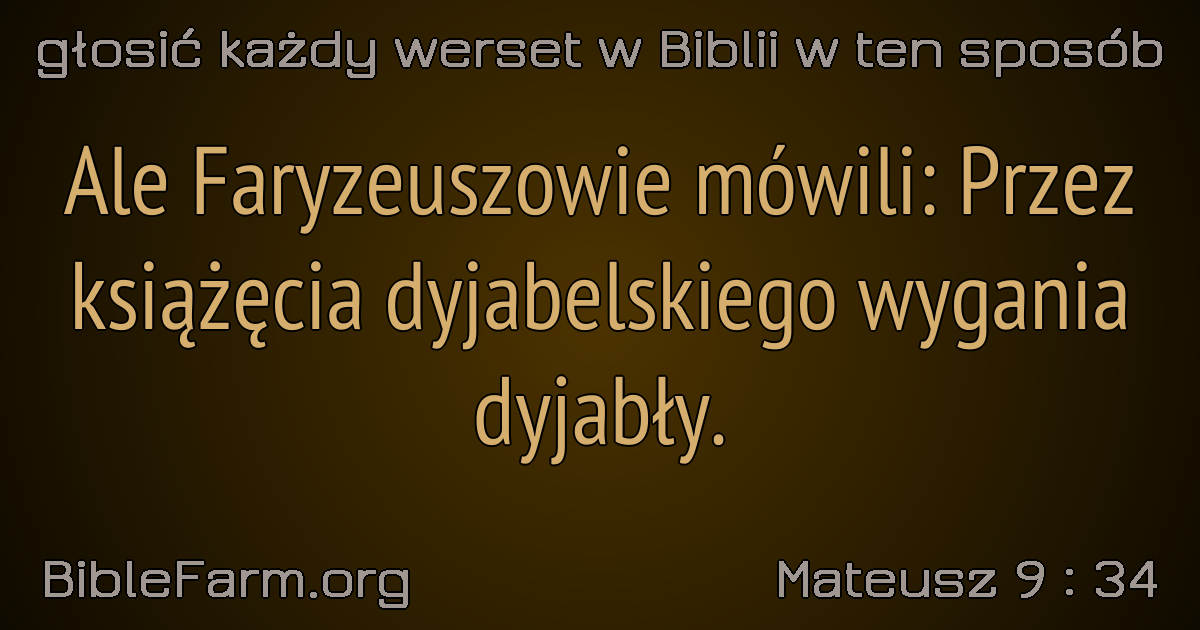 głosić każdy werset w Biblii w ten sposób
Ale Faryzeuszowie mówili: Przez
książęcia dyjabelskiego wygania
dyjabły.
BibleFarm.org
Mateusz 9 : 34